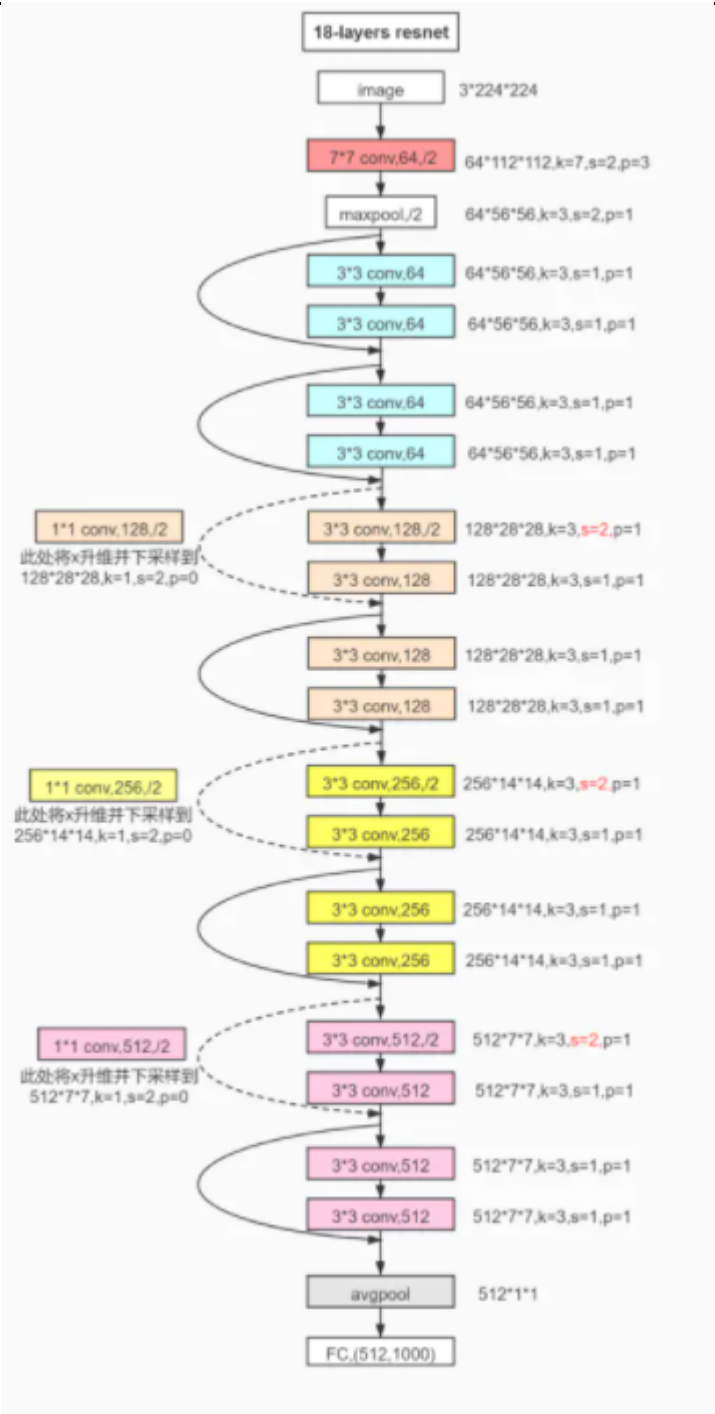 18-layers resnet
image 3*224*224
7*7 conv,64,/2 64*112*112,k=7,s=2,p=3
maxpool,/2 64*56*56,k=3,s=2,p=1
3*3 conv,64 64*56*56,k=3,s=1,p=1
3*3 conv,64 64*56*56,k=3,s=1,p=1
3*3 conv,64 64*56*56,k=3,s=1,p=1
3*3 conv,64 64*56*56,k=3,s=1,p=1
1*1 conv,128,/2 3*3 conv,128,/2 128*28*28,k=3,s=2,p=1
此处将x升维并下采样到
128*28*28,k=1,s=2,p=0 3*3 conv,128 128*28*28,k=3,s=1,p=1
3*3 conv,128 128*28*28,k=3,s=1,p=1
3*3 conv,128 128*28*28,k=3,s=1,p=1
1*1 conv,256,/2 3*3 conv,256,/2 256*14*14,k=3,s=2,p=1
此处将x升维并下采样到
256*14*14,k=1,s=2,p=0 3*3 conv,256 256*14*14,k=3,s=1,p=1
3*3 conv,256 256*14*14,k=3,s=1,p=1
3*3 conv,256 256*14*14,k=3,s=1,p=1
1*1 conv,512,/2 3*3 conv,512,/2 512*7*7,k=3,s=2,p=1
此处将x升维并下采样到
512*7*7,k=1,s=2,p=0 3*3 conv,512 512*7*7,k=3,s=1,p=1
3*3 conv,512 512*7*7,k=3,s=1,p=1
3*3 conv,512 512*7*7,k=3,s=1,p=1
avgpool 512*1*1
FC,(512,1000)